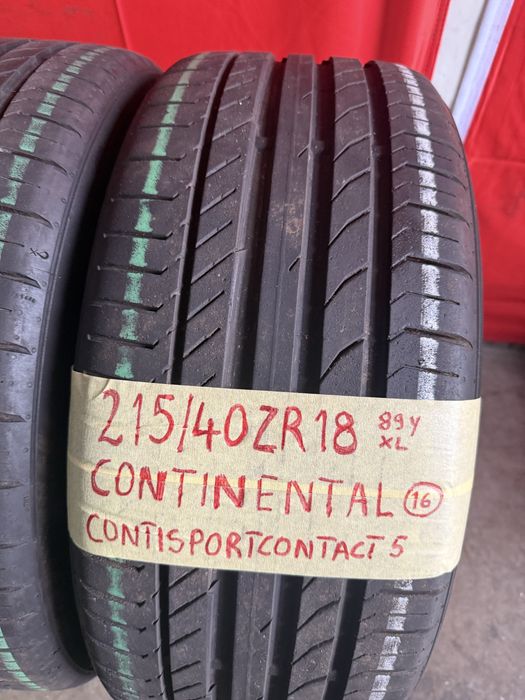 215/40ZR18 89Y XL
CONTINENTAL 16
CONTISPORTCONTACT 5